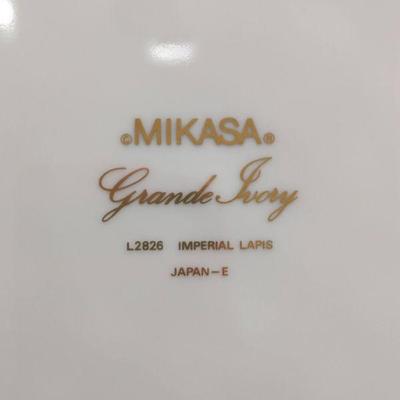 ©MIKASA®
Grande Ivory
L2826 IMPERIAL LAPIS
JAPAN-E